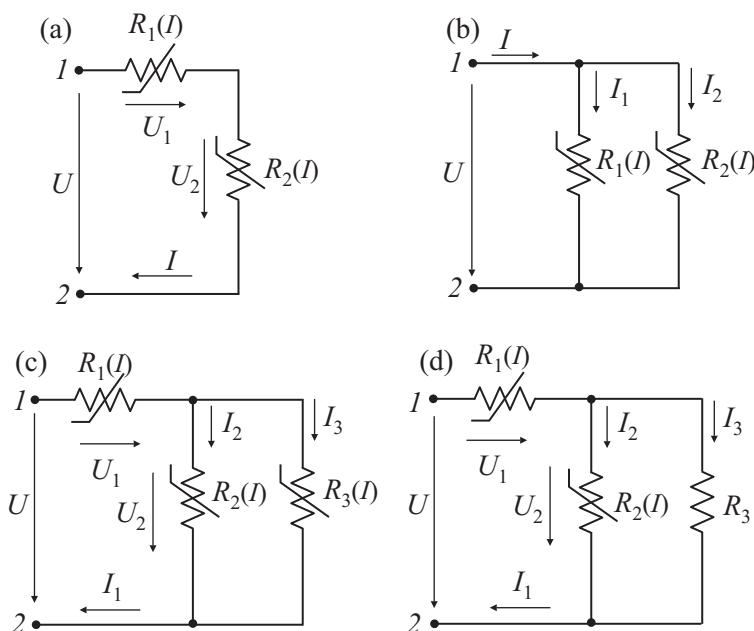 (a)
R₁(I)
1
U₁
U
U₂
R₂(I)
I
2
(b)
I
1
I₁
I₂
U
R₁(I)
R₂(I)
2
(c)
R₁(I)
1
I₂
I₃
U₁
U
U₂
R₂(I)
R₃(I)
I₁
2
(d)
R₁(I)
1
I₂
I₃
U₁
U
U₂
R₂(I)
R₃
I₁
2